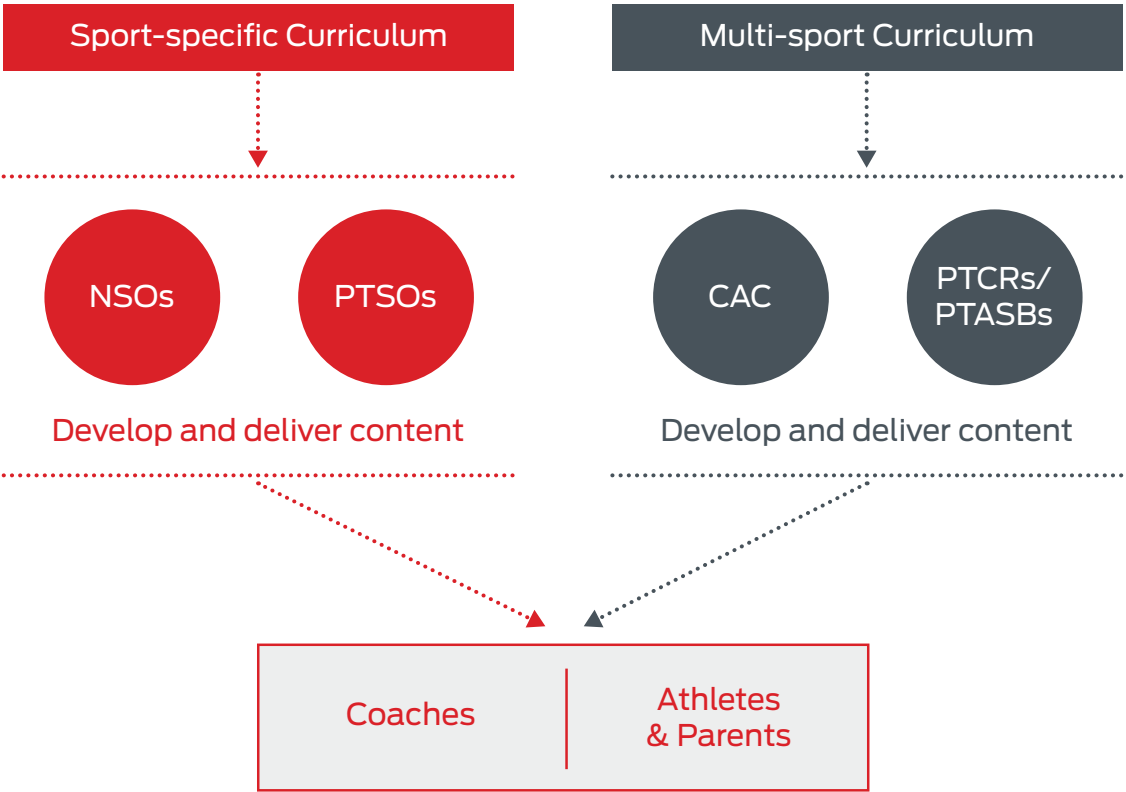 Sport-specific Curriculum
Multi-sport Curriculum
NSOs
PTSOs
CAC
PTCRs/
PTASBs
Develop and deliver content
Develop and deliver content
Coaches
Athletes
& Parents